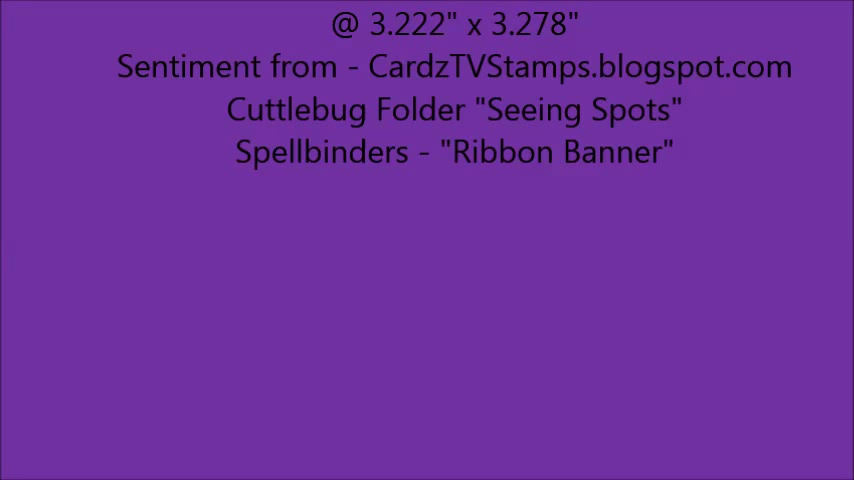 @ 3.222" x 3.278"
Sentiment from - CardzTVStamps.blogspot.com
Cuttlebug Folder "Seeing Spots"
Spellbinders - "Ribbon Banner"